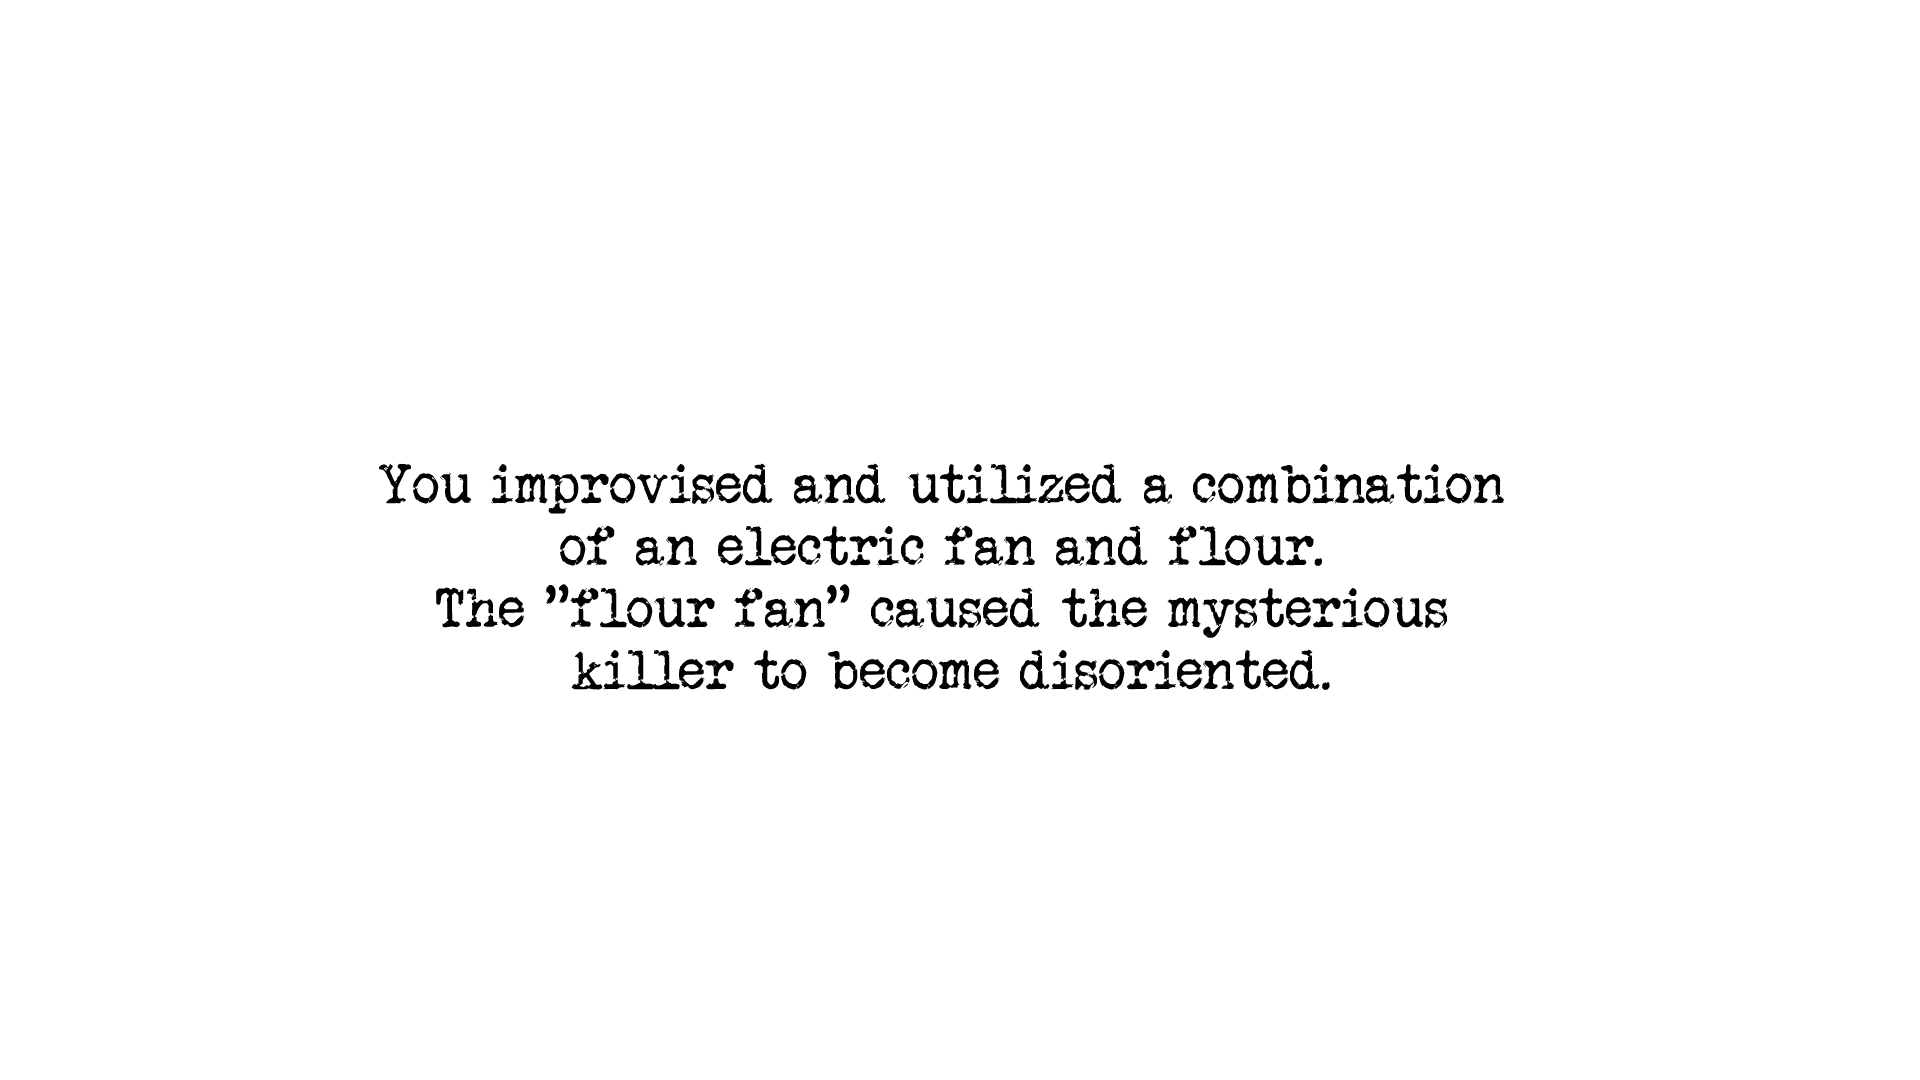 You improvised and utilized a combination
of an electric fan and flour.
The ”flour fan” caused the mysterious
killer to become disoriented.